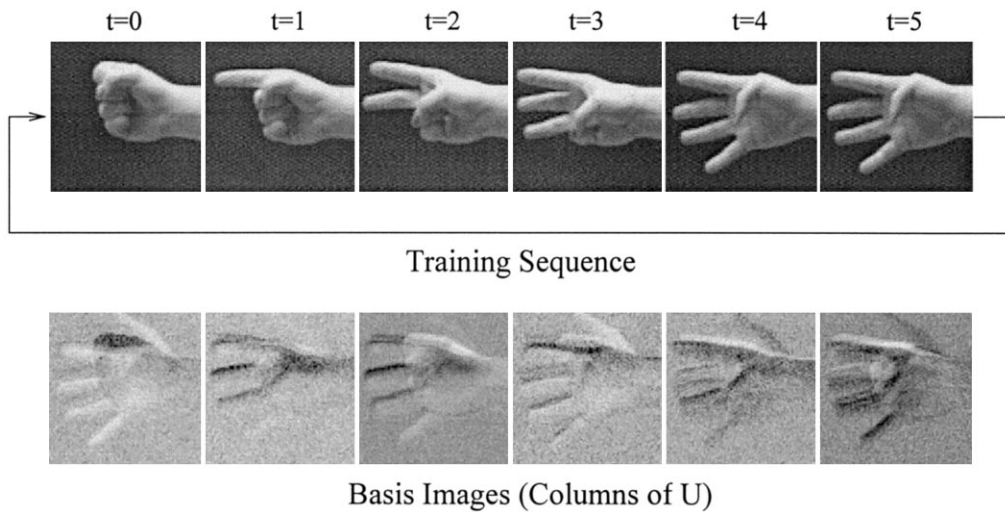 t=0 t=1 t=2 t=3 t=4 t=5
Training Sequence
Basis Images (Columns of U)